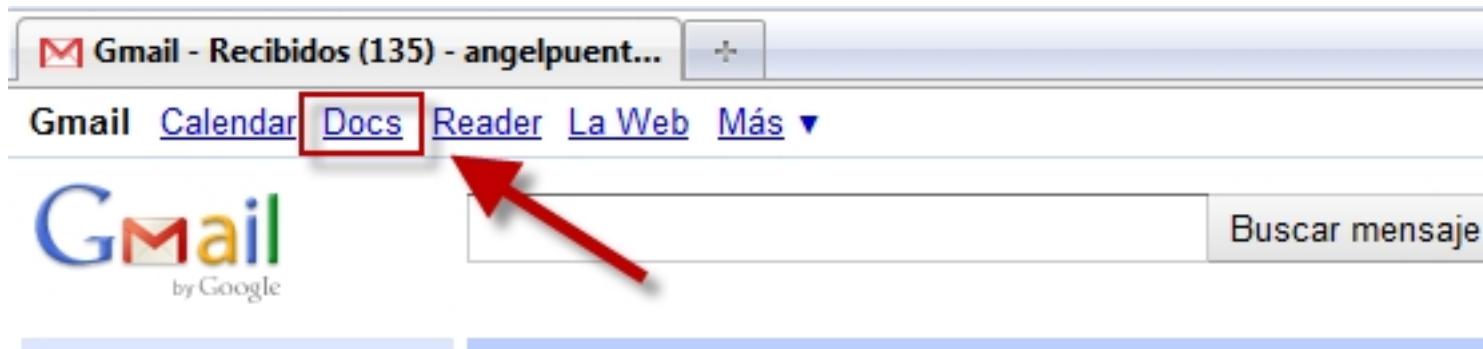 Gmail - Recibidos (135) - angelpuent...
Gmail Calendar Docs Reader La Web Más ▼
Gmail
by Google
Buscar mensaje